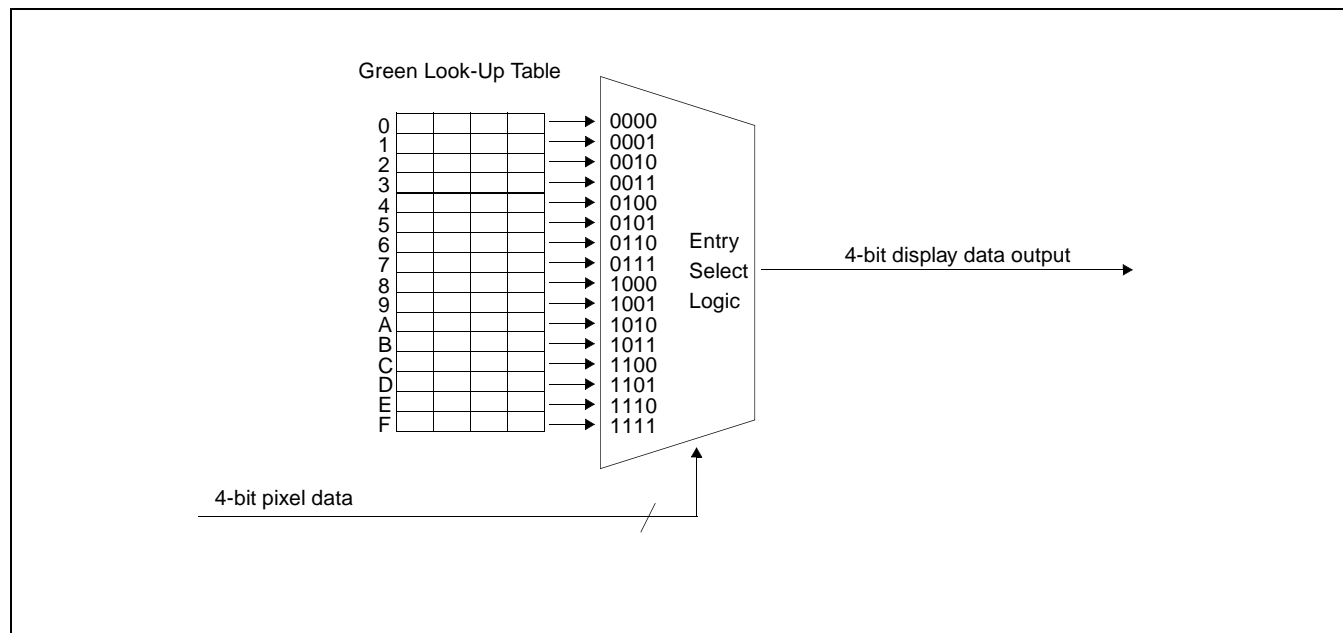 Green Look-Up Table
0 0000
1 0001
2 0010
3 0011
4 0100
5 0101
6 0110
7 0111
8 1000
9 1001
A 1010
B 1011
C 1100
D 1101
E 1110
F 1111
Entry
Select
Logic
4-bit display data output
4-bit pixel data